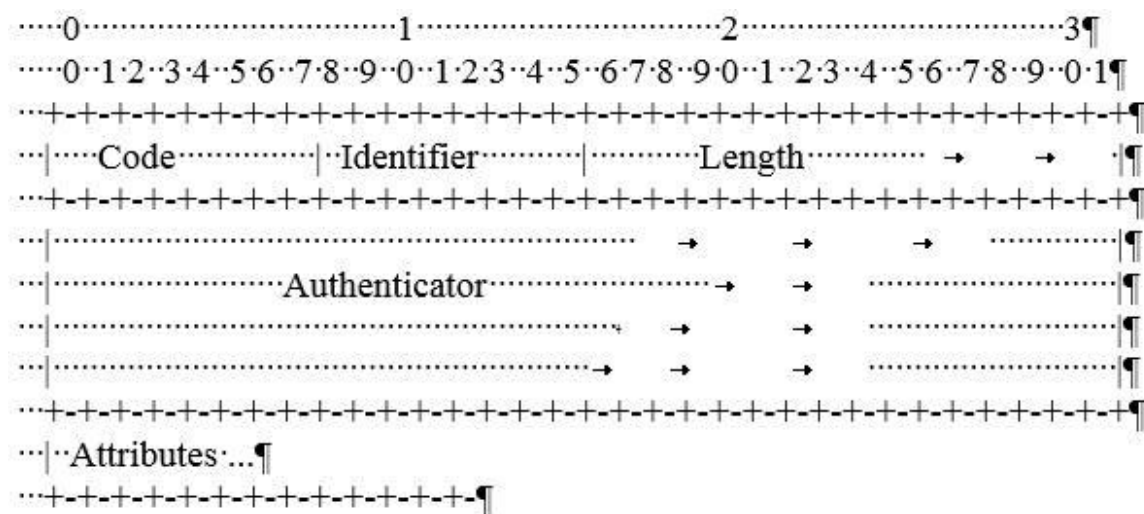 0 1 2 3¶
0 1 2 3 4 5 6 7 8 9 0 1 2 3 4 5 6 7 8 9 0 1 2 3 4 5 6 7 8 9 0 1¶
+-+-+-+-+-+-+-+-+-+-+-+-+-+-+-+-+-+-+-+-+-+-+-+-+-+-+-+-+-+-+-+-+¶
| Code | Identifier | Length → → |¶
+-+-+-+-+-+-+-+-+-+-+-+-+-+-+-+-+-+-+-+-+-+-+-+-+-+-+-+-+-+-+-+-+¶
| → → → |¶
| Authenticator → → |¶
| → → |¶
| → → → |¶
+-+-+-+-+-+-+-+-+-+-+-+-+-+-+-+-+-+-+-+-+-+-+-+-+-+-+-+-+-+-+-+-+¶
| Attributes ...¶
+-+-+-+-+-+-+-+-+-+-+-+-+-¶